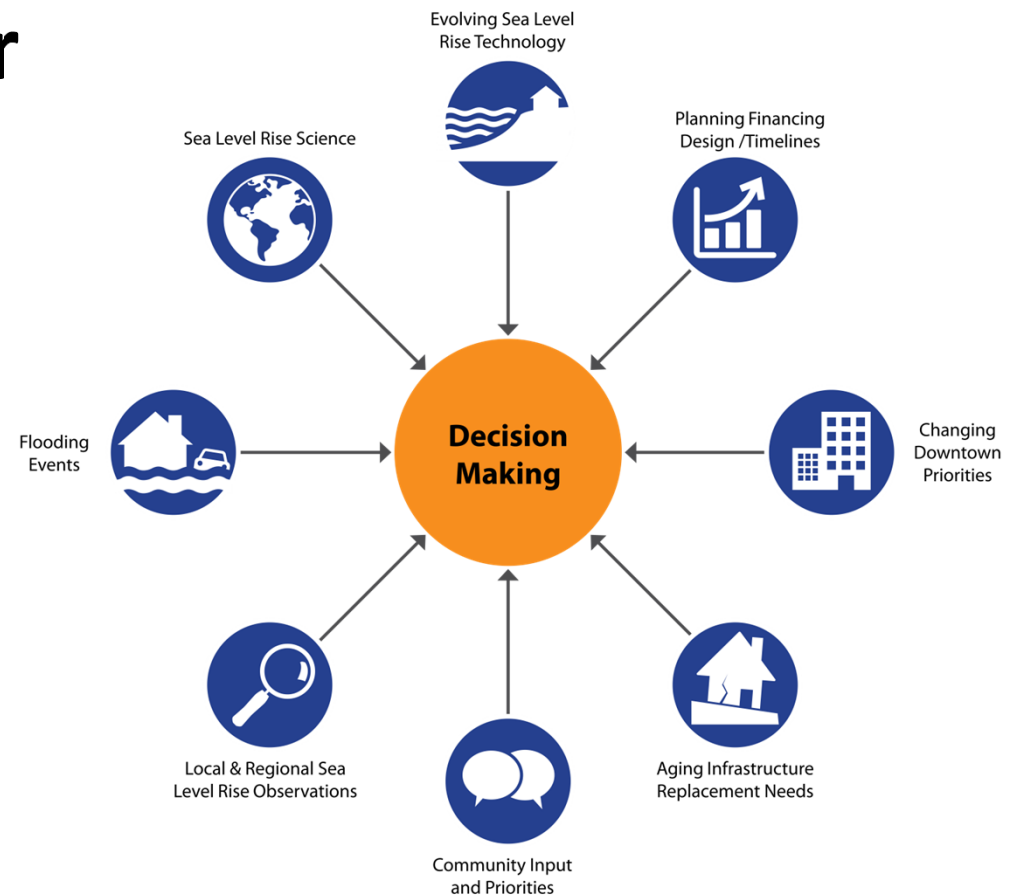 r
Evolving Sea Level
Rise Technology
Planning Financing
Design /Timelines
Sea Level Rise Science
Changing
Downtown
Priorities
Decision
Making
Flooding
Events
Local & Regional Sea
Level Rise Observations
Aging Infrastructure
Replacement Needs
Community Input
and Priorities